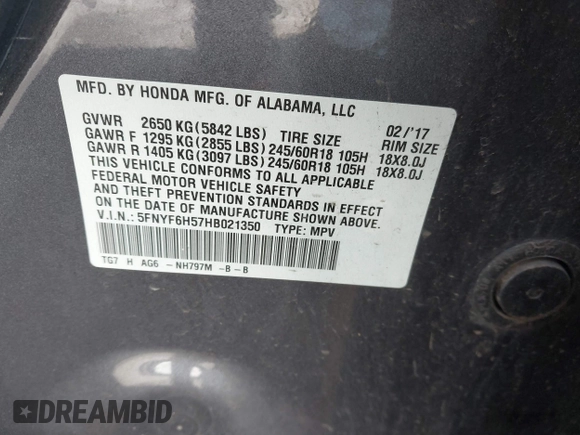 MFD. BY HONDA MFG. OF ALABAMA, LLC
02/'17
GVWR 2650 KG(5842 LBS) TIRE SIZE RIM SIZE
GAWR F 1295 KG(2855 LBS)245/60R18 105H 18X8.0J
GAWR R 1405 KG(3097 LBS)245/60R18 105H 18X8.0J
THIS VEHICLE CONFORMS TO ALL APPLICABLE
FEDERAL MOTOR VEHICLE SAFETY
AND THEFT PREVENTION STANDARDS IN EFFECT
ON THE DATE OF MANUFACTURE SHOWN ABOVE.
V.I.N.: 5FNYF6H57HB021350 TYPE: MPV
TG7 H AG6 -NH797M -B-B
DREAMBID